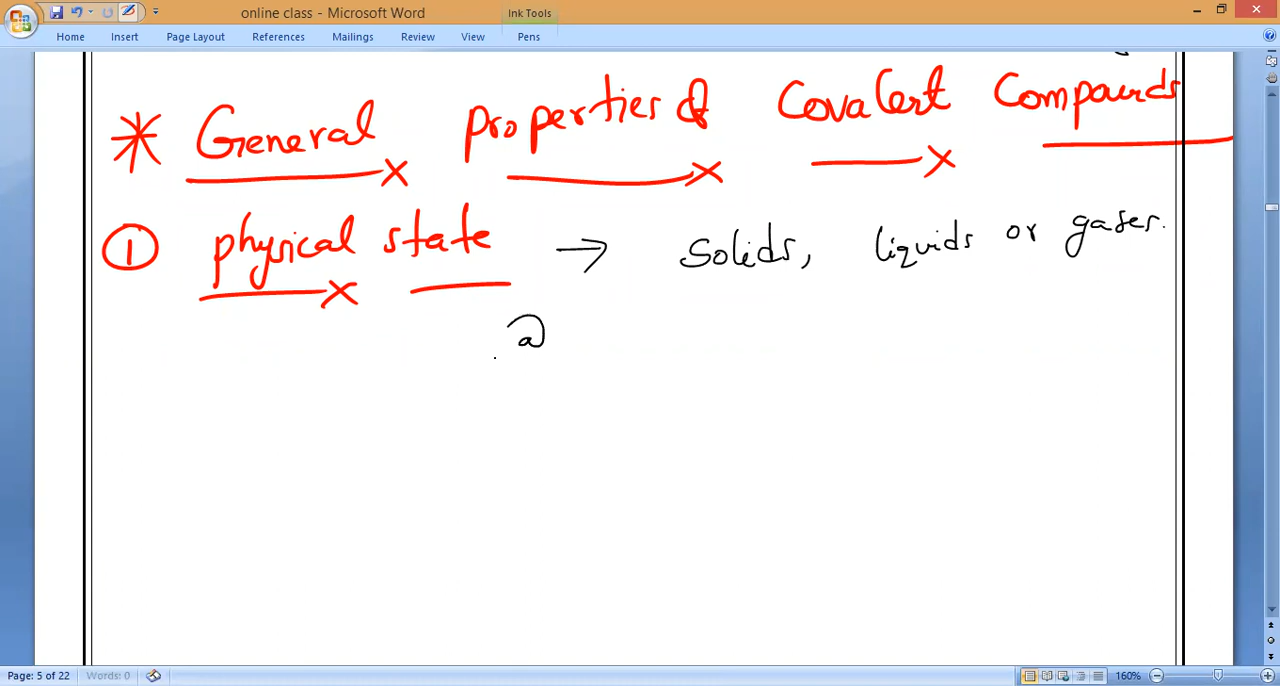 online class - Microsoft Word
Ink Tools
Home Insert Page Layout References Mailings Review View Pens
* General properties of Covalent Compounds
① physical state → Solids, liquids or gases.
a
Page: 5 of 22 Words: 0 160%